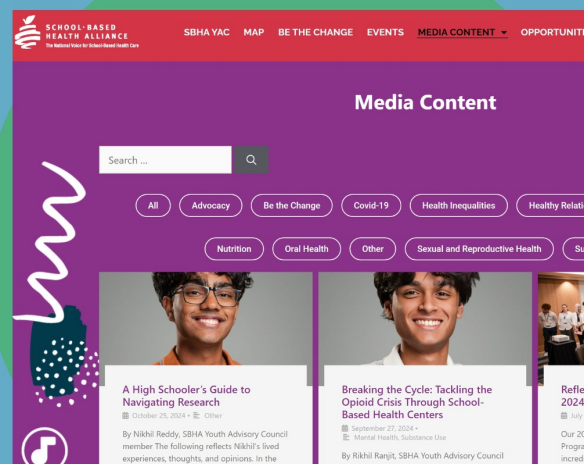 SCHOOL-BASED
HEALTH ALLIANCE
The National Voice for School-Based Health Care
SBHA YAC MAP BE THE CHANGE EVENTS MEDIA CONTENT OPPORTUNITI
Media Content
Search ...
All Advocacy Be the Change Covid-19 Health Inequalities Healthy Relati
Nutrition Oral Health Other Sexual and Reproductive Health Su
A High Schooler's Guide to
Navigating Research
October 25, 2024 • Other
By Nikhil Reddy, SBHA Youth Advisory Council
member The following reflects Nikhil's lived
experiences, thoughts, and opinions. In the
Breaking the Cycle: Tackling the
Opioid Crisis Through School-
Based Health Centers
September 27, 2024 •
Mental Health, Substance Use
By Rikhil Ranjit, SBHA Youth Advisory Council
Refle
2024
July
Our 20
Progra
incred